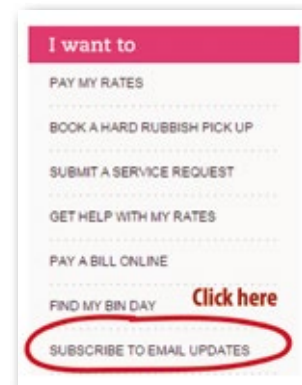 I want to
PAY MY RATES
BOOK A HARD RUBBISH PICK UP
SUBMIT A SERVICE REQUEST
GET HELP WITH MY RATES
PAY A BILL ONLINE
FIND MY BIN DAY Click here
SUBSCRIBE TO EMAIL UPDATES